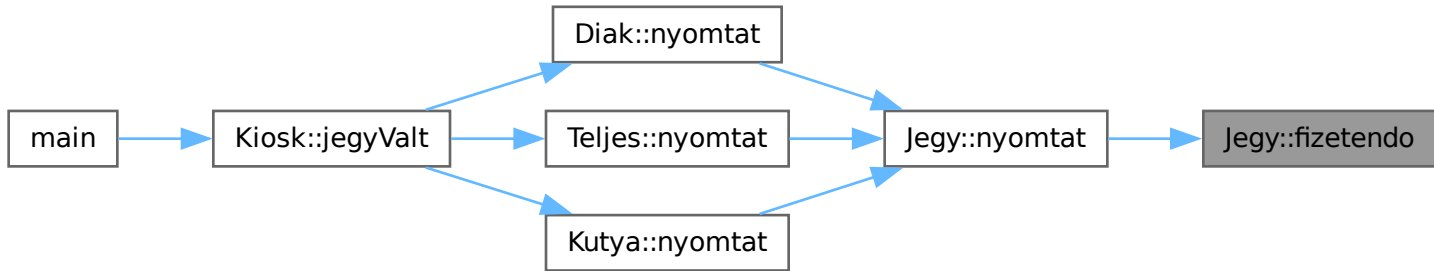 Diak::nyomtat
main
Kiosk::jegyValt
Teljes::nyomtat
Jegy::nyomtat
Jegy::fizetendo
Kutya::nyomtat